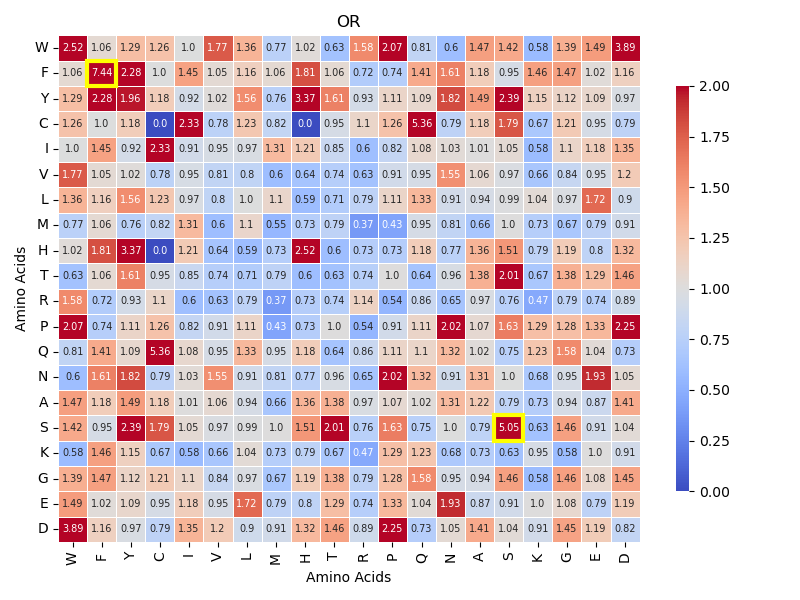 OR
W 2.52 1.06 1.29 1.26 1.0 1.77 1.36 0.77 1.02 0.63 1.58 2.07 0.81 0.6 1.47 1.42 0.58 1.39 1.49 3.89
F 1.06 7.44 2.28 1.0 1.45 1.05 1.16 1.06 1.81 1.06 0.72 0.74 1.41 1.61 1.18 0.95 1.46 1.47 1.02 1.16
Y 1.29 2.28 1.96 1.18 0.92 1.02 1.56 0.76 3.37 1.61 0.93 1.11 1.09 1.82 1.49 2.39 1.15 1.12 1.09 0.97
C 1.26 1.0 1.18 0.0 2.33 0.78 1.23 0.82 0.0 0.95 1.1 1.26 5.36 0.79 1.18 1.79 0.67 1.21 0.95 0.79
I 1.0 1.45 0.92 2.33 0.91 0.95 0.97 1.31 1.21 0.85 0.6 0.82 1.08 1.03 1.01 1.05 0.58 1.1 1.18 1.35
V 1.77 1.05 1.02 0.78 0.95 0.81 0.8 0.6 0.64 0.74 0.63 0.91 0.95 1.55 1.06 0.97 0.66 0.84 0.95 1.2
L 1.36 1.16 1.56 1.23 0.97 0.8 1.0 1.1 0.59 0.71 0.79 1.11 1.33 0.91 0.94 0.99 1.04 0.97 1.72 0.9
M 0.77 1.06 0.76 0.82 1.31 0.6 1.1 0.55 0.73 0.79 0.37 0.43 0.95 0.81 0.66 1.0 0.73 0.67 0.79 0.91
H 1.02 1.81 3.37 0.0 1.21 0.64 0.59 0.73 2.52 0.6 0.73 0.73 1.18 0.77 1.36 1.51 0.79 1.19 0.8 1.32
T 0.63 1.06 1.61 0.95 0.85 0.74 0.71 0.79 0.6 0.63 0.74 1.0 0.64 0.96 1.38 2.01 0.67 1.38 1.29 1.46
R 1.58 0.72 0.93 1.1 0.6 0.63 0.79 0.37 0.73 0.74 1.14 0.54 0.86 0.65 0.97 0.76 0.47 0.79 0.74 0.89
P 2.07 0.74 1.11 1.26 0.82 0.91 1.11 0.43 0.73 1.0 0.54 0.91 1.11 2.02 1.07 1.63 1.29 1.28 1.33 2.25
Q 0.81 1.41 1.09 5.36 1.08 0.95 1.33 0.95 1.18 0.64 0.86 1.11 1.1 1.32 1.02 0.75 1.23 1.58 1.04 0.73
N 0.6 1.61 1.82 0.79 1.03 1.55 0.91 0.81 0.77 0.96 0.65 2.02 1.32 0.91 1.31 1.0 0.68 0.95 1.93 1.05
A 1.47 1.18 1.49 1.18 1.01 1.06 0.94 0.66 1.36 1.38 0.97 1.07 1.02 1.31 1.22 0.79 0.73 0.94 0.87 1.41
S 1.42 0.95 2.39 1.79 1.05 0.97 0.99 1.0 1.51 2.01 0.76 1.63 0.75 1.0 0.79 5.05 0.63 1.46 0.91 1.04
K 0.58 1.46 1.15 0.67 0.58 0.66 1.04 0.73 0.79 0.67 0.47 1.29 1.23 0.68 0.73 0.63 0.95 0.58 1.0 0.91
G 1.39 1.47 1.12 1.21 1.1 0.84 0.97 0.67 1.19 1.38 0.79 1.28 1.58 0.95 0.94 1.46 0.58 1.46 1.08 1.45
E 1.49 1.02 1.09 0.95 1.18 0.95 1.72 0.79 0.8 1.29 0.74 1.33 1.04 1.93 0.87 0.91 1.0 1.08 0.79 1.19
D 3.89 1.16 0.97 0.79 1.35 1.2 0.9 0.91 1.32 1.46 0.89 2.25 0.73 1.05 1.41 1.04 0.91 1.45 1.19 0.82
W F Y C I V L M H T R P Q N A S K G E D
Amino Acids
Amino Acids
2.00
1.75
1.50
1.25
1.00
0.75
0.50
0.25
0.00